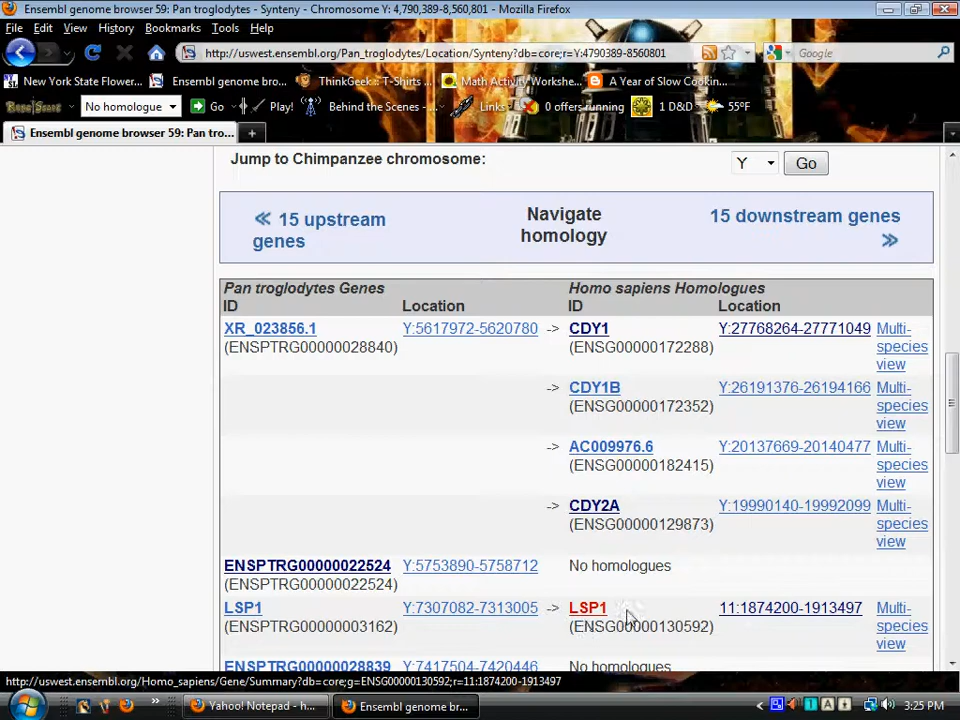 Ensembl genome browser 59: Pan troglodytes - Synteny - Chromosome Y: 4,790,389-8,560,801 - Mozilla Firefox
File Edit View History Bookmarks Tools Help
http://uswest.ensembl.org/Pan_troglodytes/Location/Synteny?db=core;r=Y:4790389-8560801 Google
New York State Flower... Ensembl genome bro... ThinkGeek :: T-Shirts ... Math Activity Workshe... A Year of Slow Cookin...
No homologue Go Play! Behind the Scenes - ... Links 0 offers running 1 D&D 55°F
Ensembl genome browser 59: Pan tro...
Jump to Chimpanzee chromosome: Y Go
« 15 upstream genes Navigate homology 15 downstream genes »
Pan troglodytes Genes Homo sapiens Homologues
ID Location ID Location
XR_023856.1 Y:5617972-5620780 -> CDY1 Y:27768264-27771049 Multi-
(ENSPTRG00000028840) (ENSG00000172288) species
view
-> CDY1B Y:26191376-26194166 Multi-
(ENSG00000172352) species
view
-> AC009976.6 Y:20137669-20140477 Multi-
(ENSG00000182415) species
view
-> CDY2A Y:19990140-19992099 Multi-
(ENSG00000129873) species
view
ENSPTRG00000022524 Y:5753890-5758712 No homologues
(ENSPTRG00000022524)
LSP1 Y:7307082-7313005 -> LSP1 11:1874200-1913497 Multi-
(ENSPTRG00000003162) (ENSG00000130592) species
view
ENSPTRG00000028839 Y:7417504-7420446 No homologues
http://uswest.ensembl.org/Homo_sapiens/Gene/Summary?db=core;g=ENSG00000130592;r=11:1874200-1913497
Yahoo! Notepad - h... Ensembl genome br... 3:25 PM